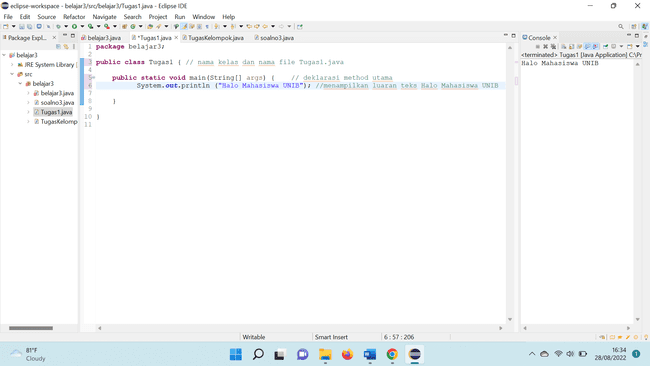 eclipse-workspace - belajar3/src/belajar3/Tugas1.java - Eclipse IDE
File Edit Source Refactor Navigate Search Project Run Window Help
Package Expl...
belajar3
JRE System Library [
src
belajar3
belajar3.java
soalno3.java
Tugas1.java
TugasKelomp
belajar3.java *Tugas1.java TugasKelompok.java soalno3.java
1 package belajar3;
2
3 public class Tugas1 { // nama kelas dan nama file Tugas1.java
4
5 public static void main(String[] args) { // deklarasi method utama
6 System.out.println ("Halo Mahasiswa UNIB"); //menampilkan luaran teks Halo Mahasiswa UNIB
7
8 }
9
10 }
11
Console
<terminated> Tugas1 [Java Application] C:\Pr
Halo Mahasiswa UNIB
Writable Smart Insert 6 : 57 : 206
81°F
Cloudy
16:34
28/08/2022
1